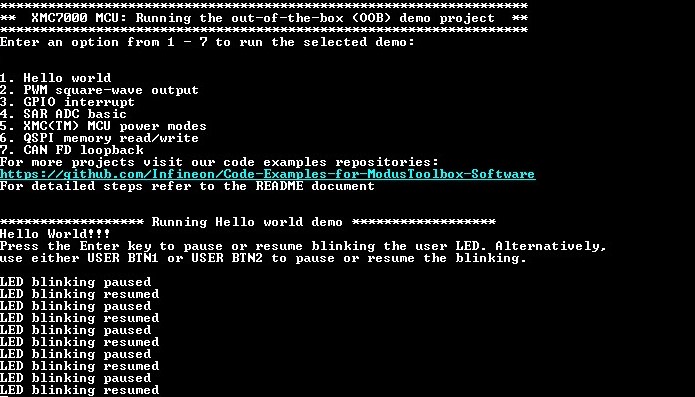 ******************************************************************
**  XMC7000 MCU: Running the out-of-the-box (OOB) demo project  **
******************************************************************
Enter an option from 1 - 7 to run the selected demo:
1. Hello world
2. PWM square-wave output
3. GPIO interrupt
4. SAR ADC basic
5. XMC(TM) MCU power modes
6. QSPI memory read/write
7. CAN FD loopback
For more projects visit our code examples repositories:
https://github.com/Infineon/Code-Examples-for-ModusToolbox-Software
For detailed steps refer to the README document
****************** Running Hello world demo ******************
Hello World!!!
Press the Enter key to pause or resume blinking the user LED. Alternatively,
use either USER BTN1 or USER BTN2 to pause or resume the blinking.
LED blinking paused
LED blinking resumed
LED blinking paused
LED blinking resumed
LED blinking paused
LED blinking resumed
LED blinking paused
LED blinking resumed
LED blinking paused
LED blinking resumed